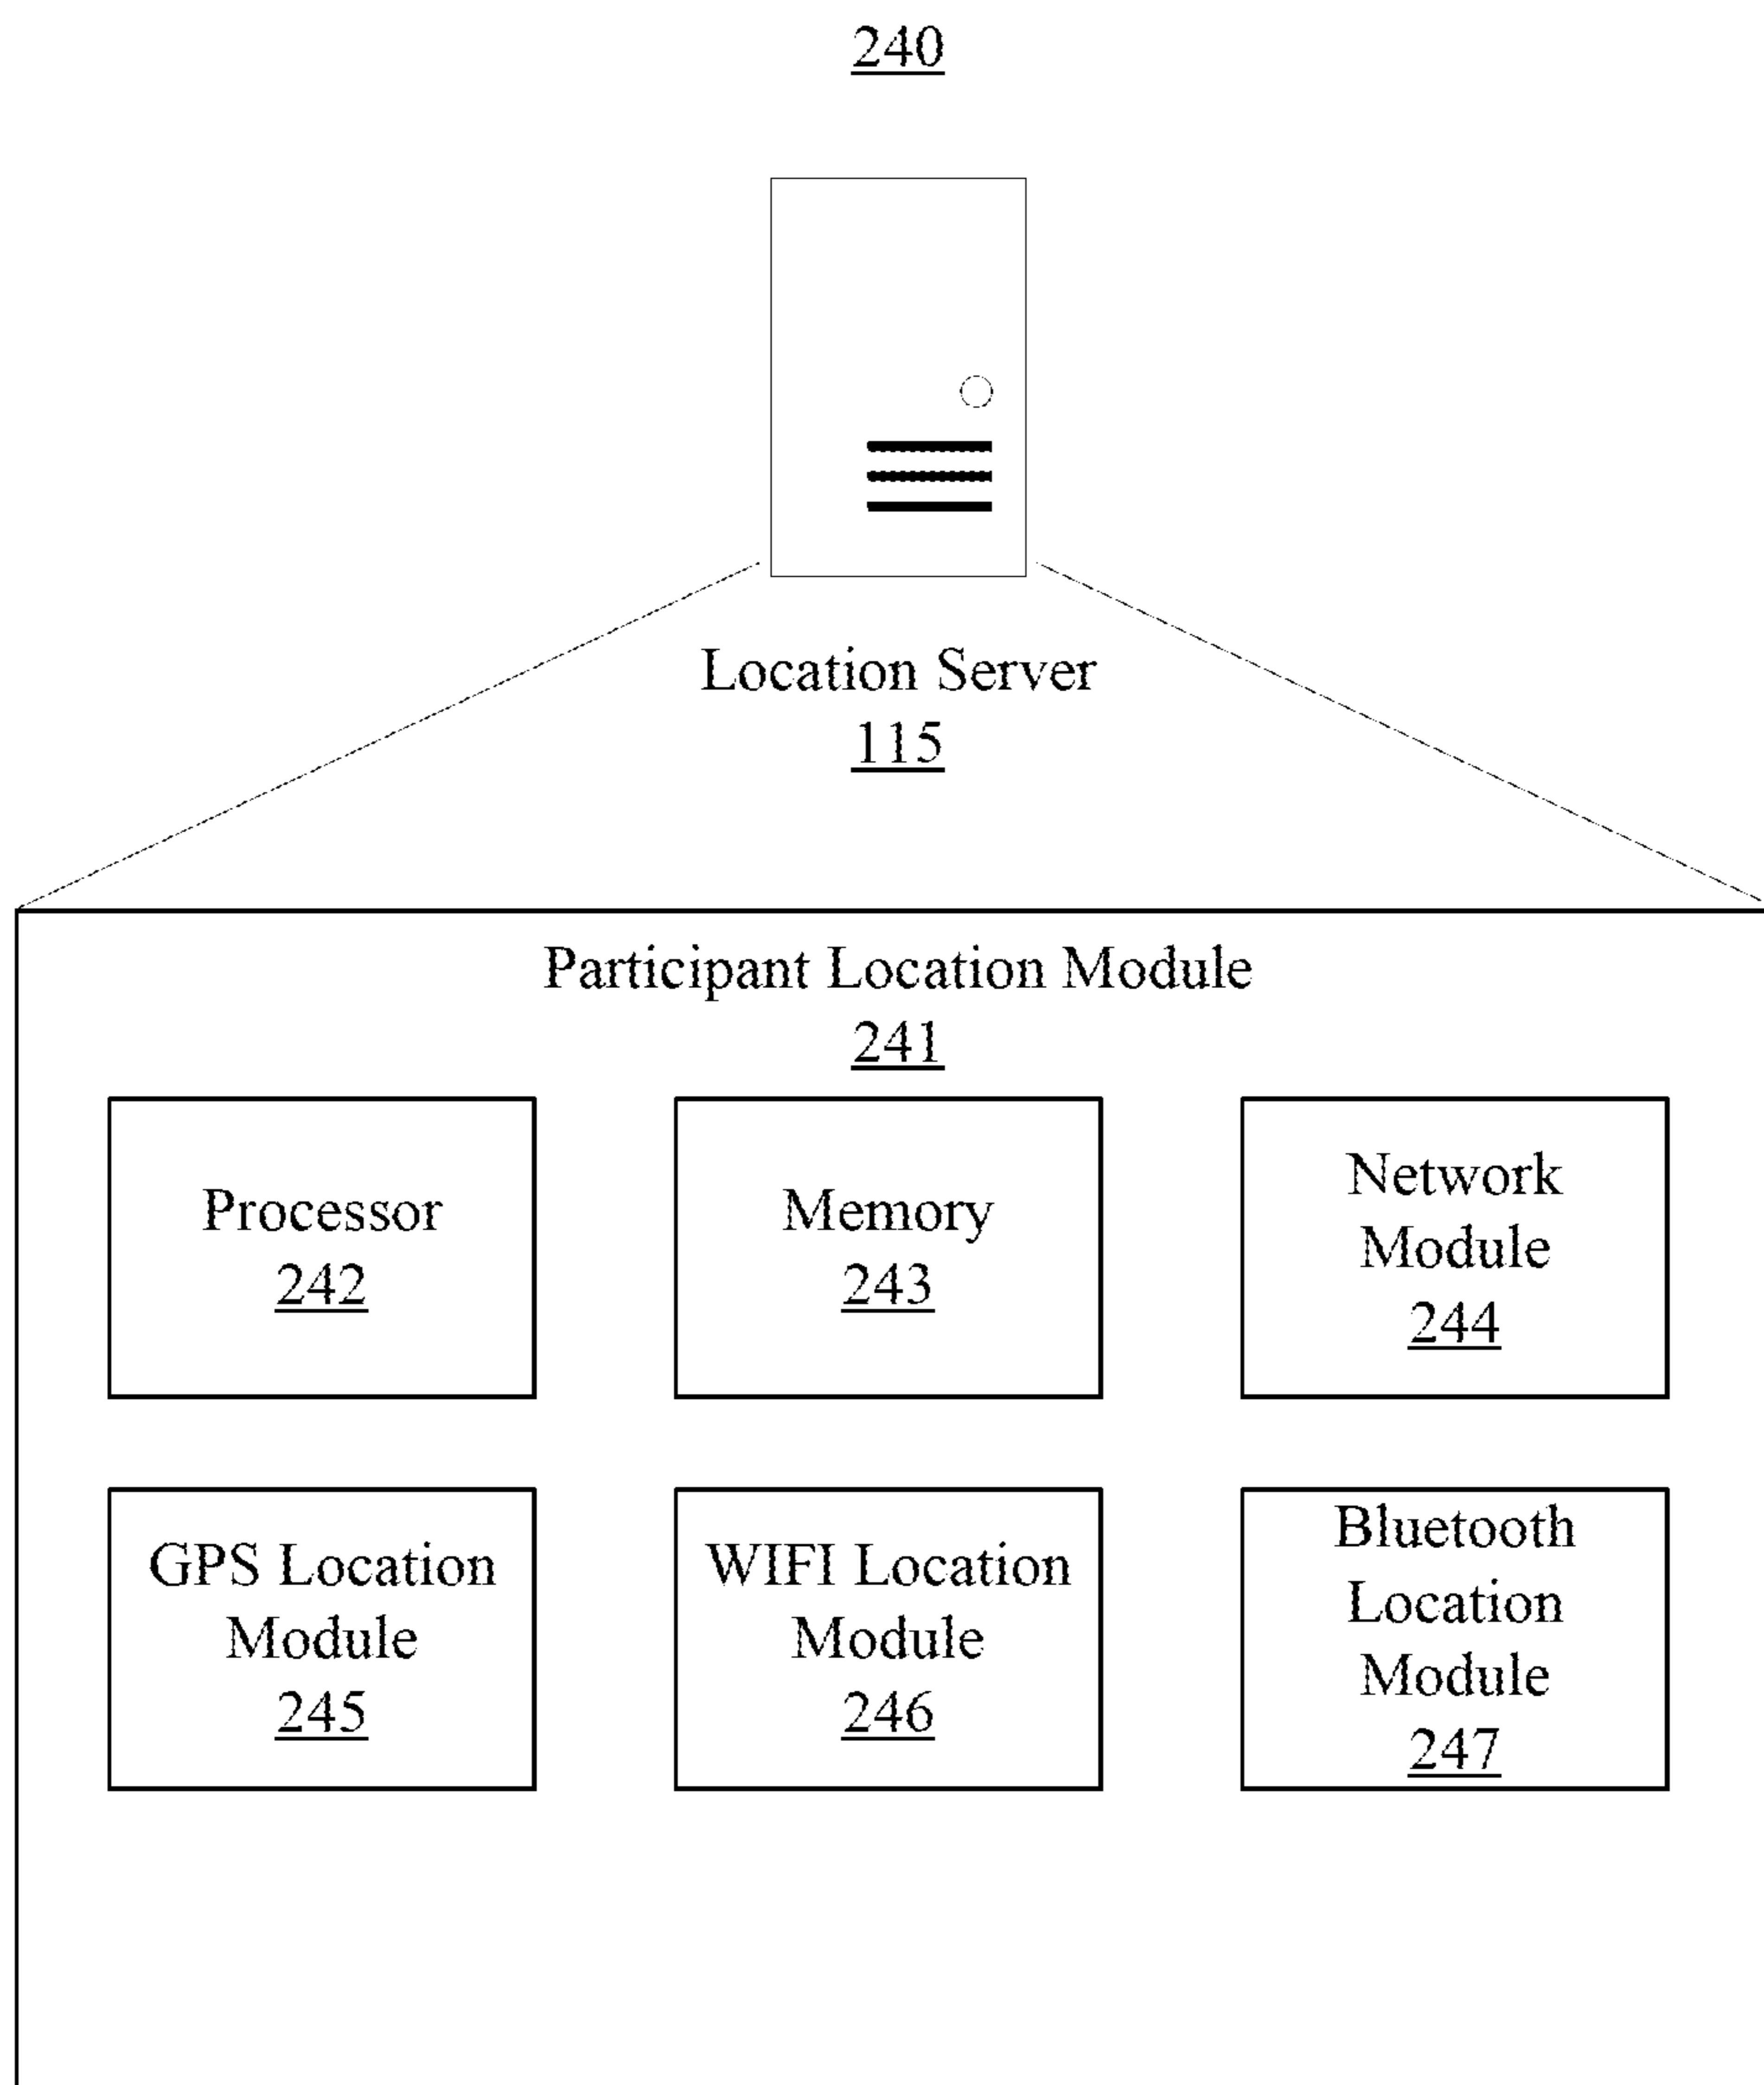 240
Location Server
115
Participant Location Module
241
Processor
242
Memory
243
Network
Module
244
GPS Location
Module
245
WIFI Location
Module
246
Bluetooth
Location
Module
247